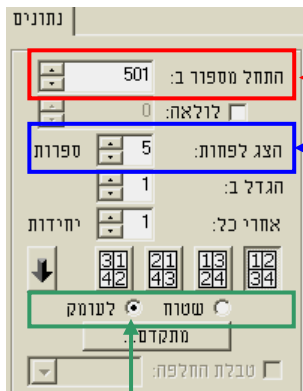 נתונים
התחל מספור ב: 501
לולאה: 0
הצג לפחות: 5 ספרות
הגדל ב: 1
אחרי כל: 1 יחידות
12 13 21 31
34 24 43 42
שטוח לעומק
מתקדם...
טבלת החלפה: